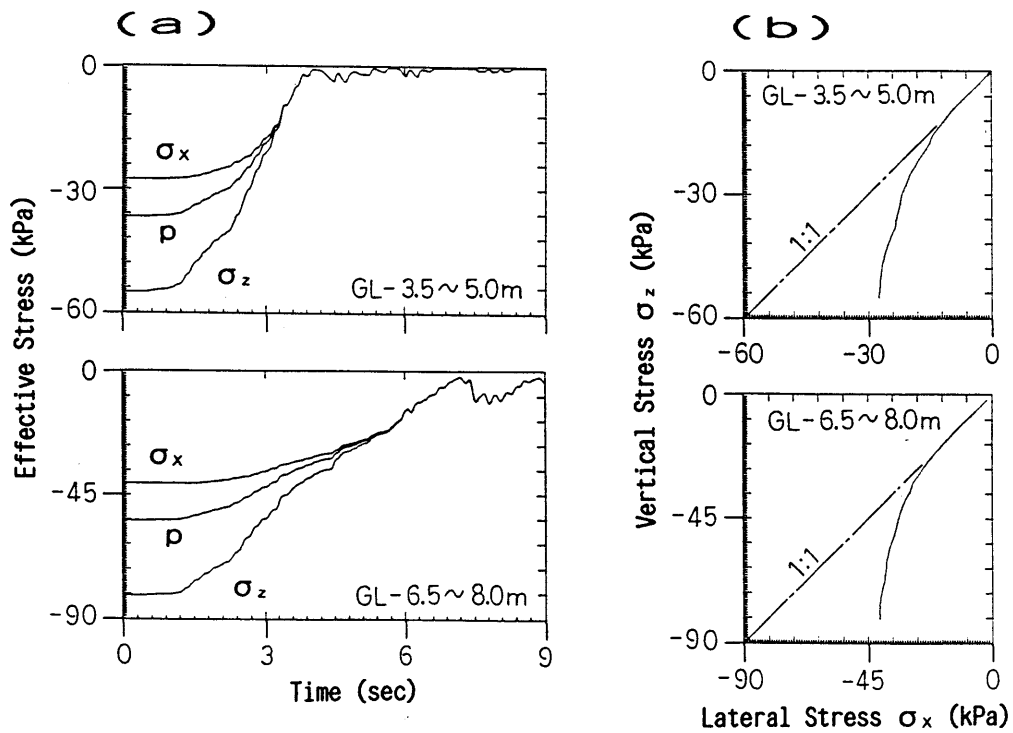 (a)
0
-30
-60
σx
p
σz
GL-3.5~5.0m
0
-45
-90
σx
p
σz
GL-6.5~8.0m
0 3 6 9
Time (sec)
Effective Stress (kPa)
(b)
0
-30
-60
GL-3.5~5.0m
1:1
-60 -30 0
0
-45
-90
GL-6.5~8.0m
1:1
-90 -45 0
Lateral Stress σx (kPa)
Vertical Stress σz (kPa)